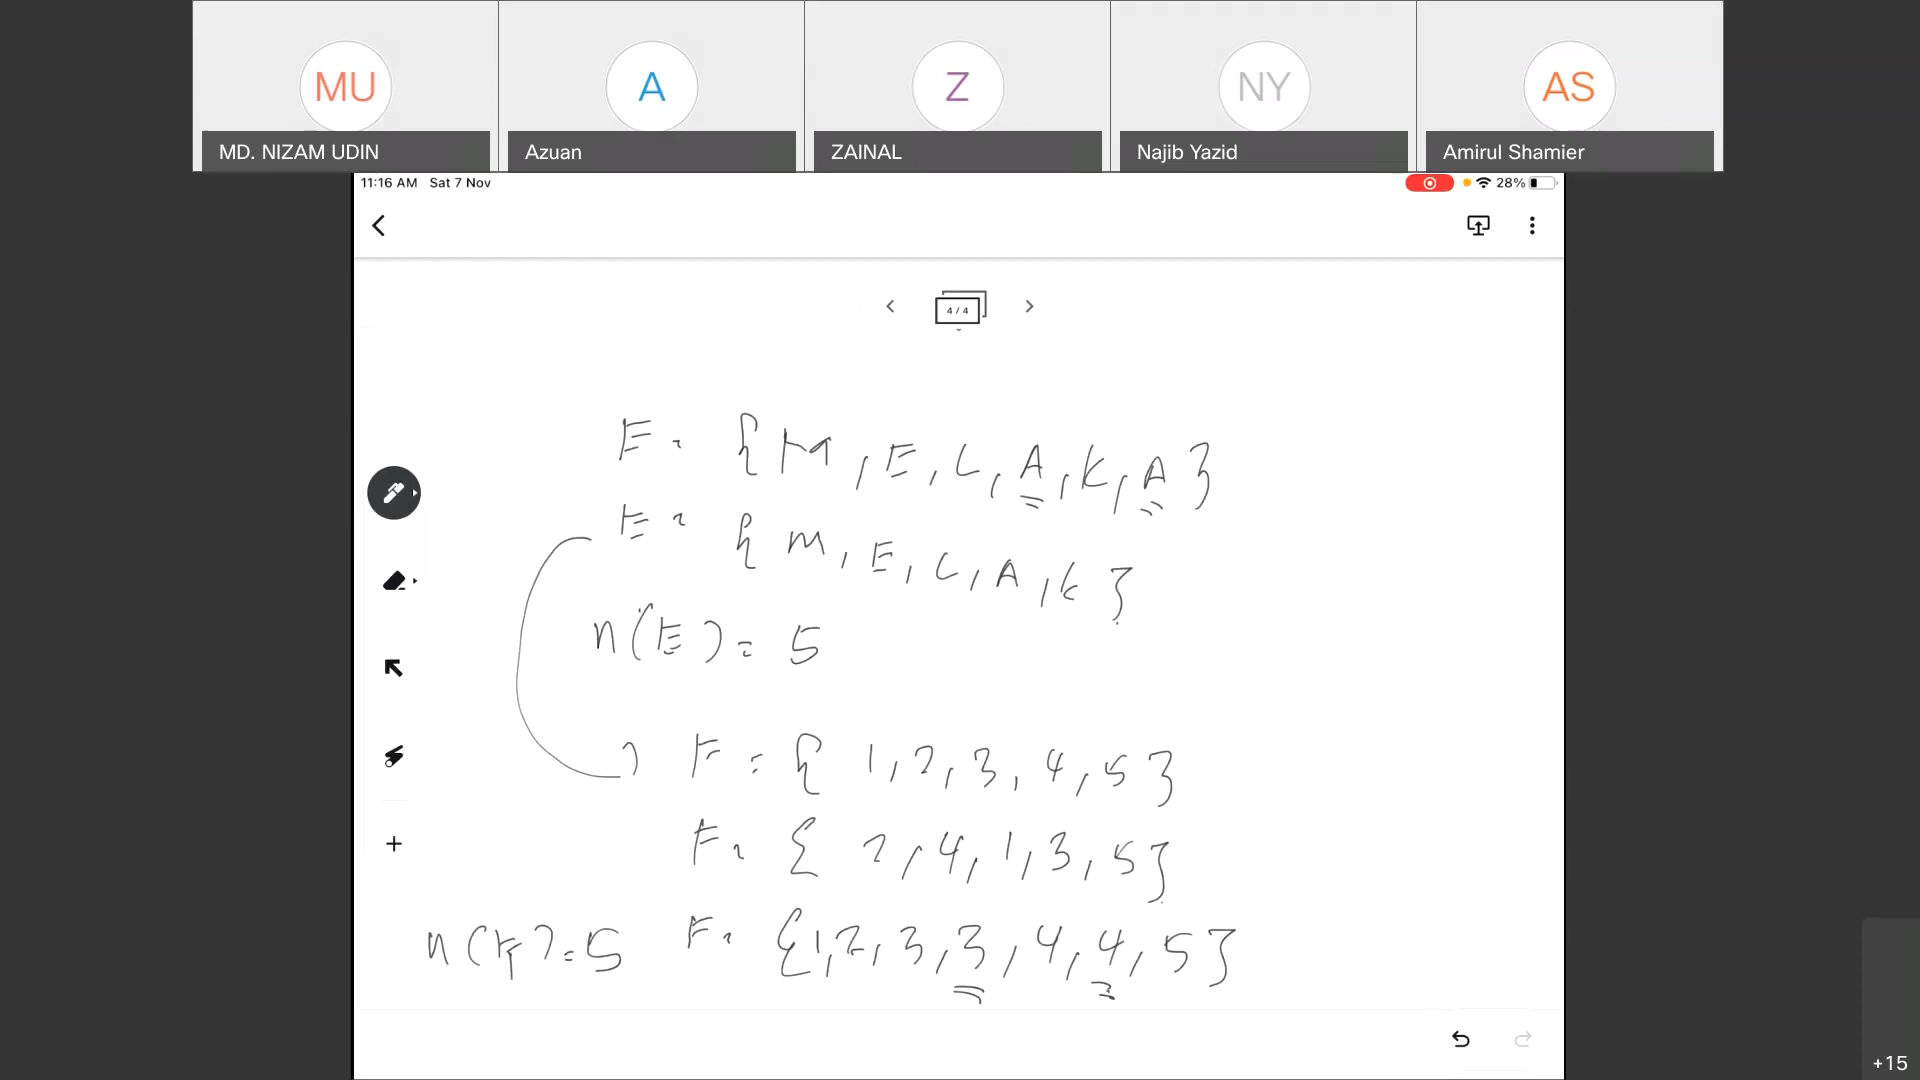 MU A Z NY AS
MD. NIZAM UDIN Azuan ZAINAL Najib Yazid Amirul Shamier
11:16 AM Sat 7 Nov 28%
4 / 4
E = {M, E, L, A, K, A}
E = {M, E, L, A, K}
n(E) = 5
F = {1, 2, 3, 4, 5}
F = {2, 4, 1, 3, 5}
n(F) = 5 F = {1, 2, 3, 3, 4, 4, 5}
+15